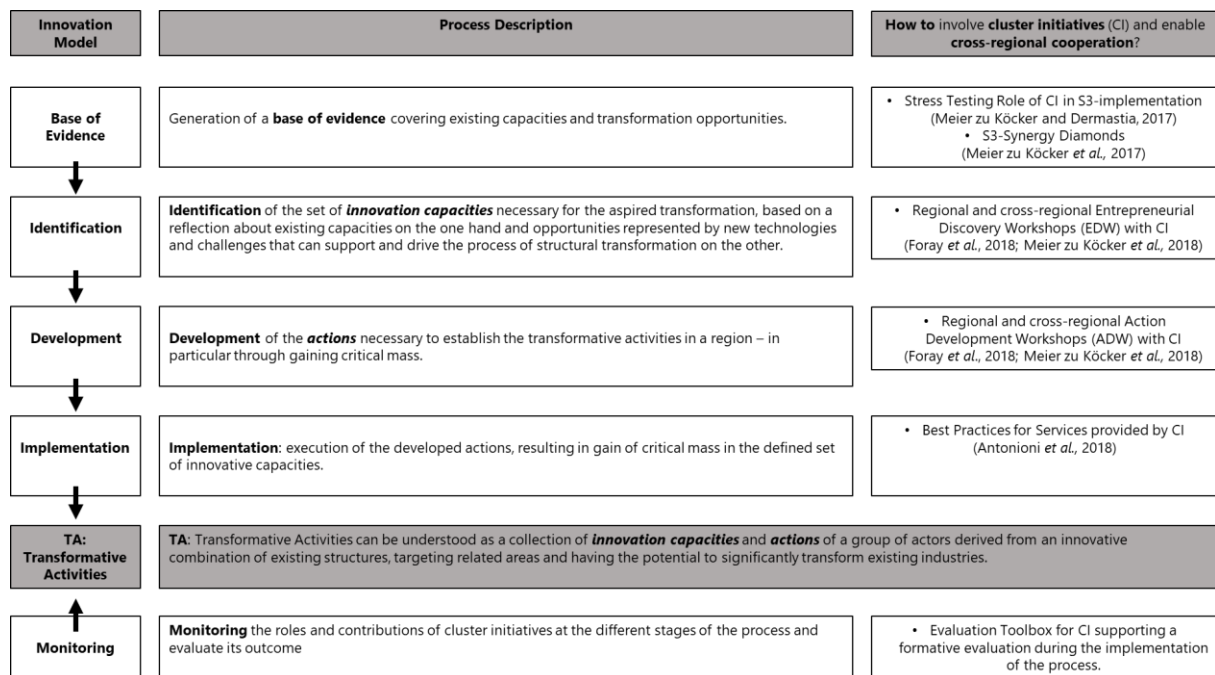 Innovation
Model
Process Description
How to involve cluster initiatives (CI) and enable
cross-regional cooperation?
Base of
Evidence
Generation of a base of evidence covering existing capacities and transformation opportunities.
• Stress Testing Role of CI in S3-implementation
(Meier zu Köcker and Dermastia, 2017)
• S3-Synergy Diamonds
(Meier zu Köcker et al., 2017)
Identification
Identification of the set of innovation capacities necessary for the aspired transformation, based on a
reflection about existing capacities on the one hand and opportunities represented by new technologies
and challenges that can support and drive the process of structural transformation on the other.
• Regional and cross-regional Entrepreneurial
Discovery Workshops (EDW) with CI
(Foray et al., 2018; Meier zu Köcker et al., 2018)
Development
Development of the actions necessary to establish the transformative activities in a region – in
particular through gaining critical mass.
• Regional and cross-regional Action
Development Workshops (ADW) with CI
(Foray et al., 2018; Meier zu Köcker et al., 2018)
Implementation
Implementation: execution of the developed actions, resulting in gain of critical mass in the defined set
of innovative capacities.
• Best Practices for Services provided by CI
(Antonioni et al., 2018)
TA:
Transformative
Activities
TA: Transformative Activities can be understood as a collection of innovation capacities and actions of a group of actors derived from an innovative
combination of existing structures, targeting related areas and having the potential to significantly transform existing industries.
Monitoring
Monitoring the roles and contributions of cluster initiatives at the different stages of the process and
evaluate its outcome
• Evaluation Toolbox for CI supporting a
formative evaluation during the implementation
of the process.